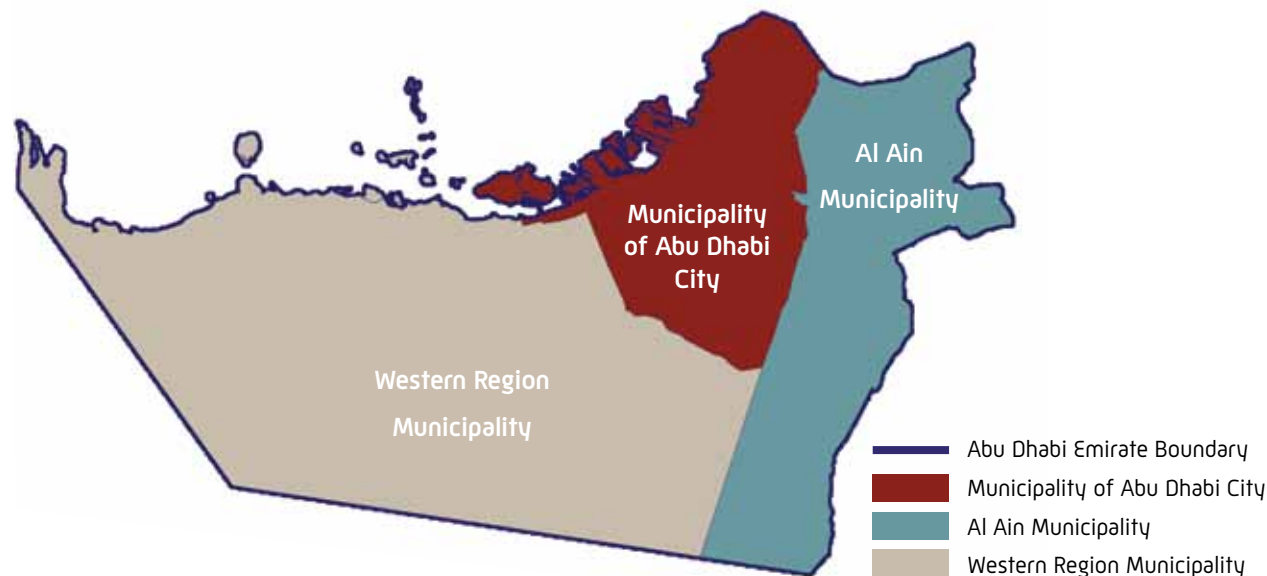 Al Ain
Municipality
Municipality
of Abu Dhabi
City
Western Region
Municipality
Abu Dhabi Emirate Boundary
Municipality of Abu Dhabi City
Al Ain Municipality
Western Region Municipality